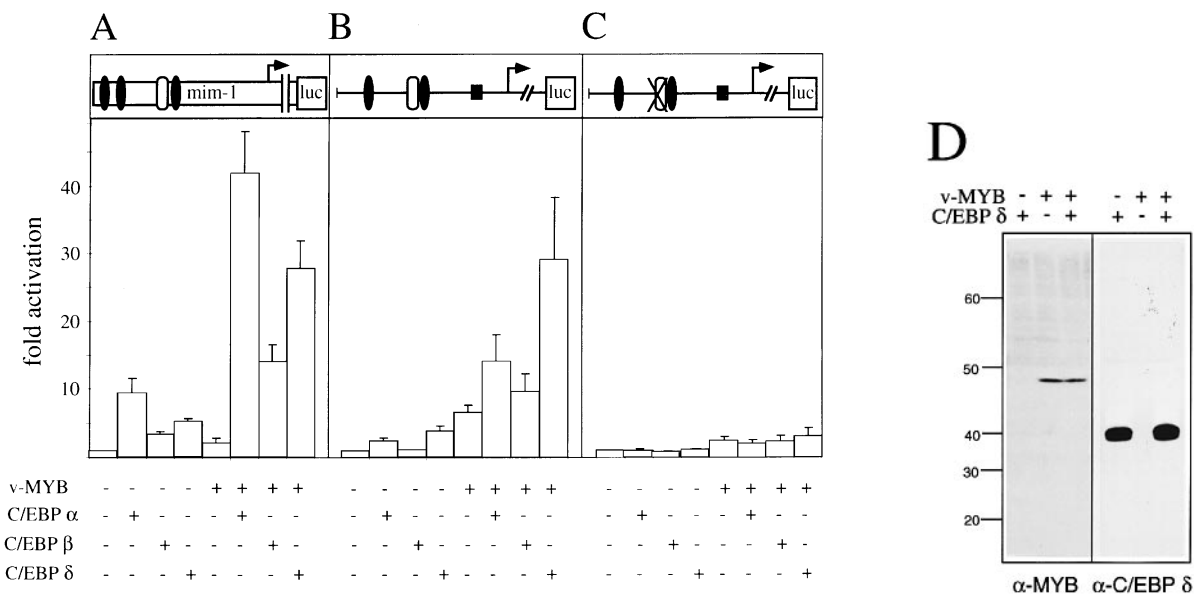 A B C
mim-1 luc luc luc
fold activation
40
30
20
10
v-MYB - - - - + + + + - - - - + + + + - - - - + + + +
C/EBP α - + - - - + - - - + - - - + - - - + - - - + - -
C/EBP β - - + - - - + - - - + - - - + - - - + - - - + -
C/EBP δ - - - + - - - + - - - + - - - + - - - + - - - +
D
v-MYB - + + - + +
C/EBP δ + - + + - +
60
50
40
30
20
α-MYB α-C/EBP δ